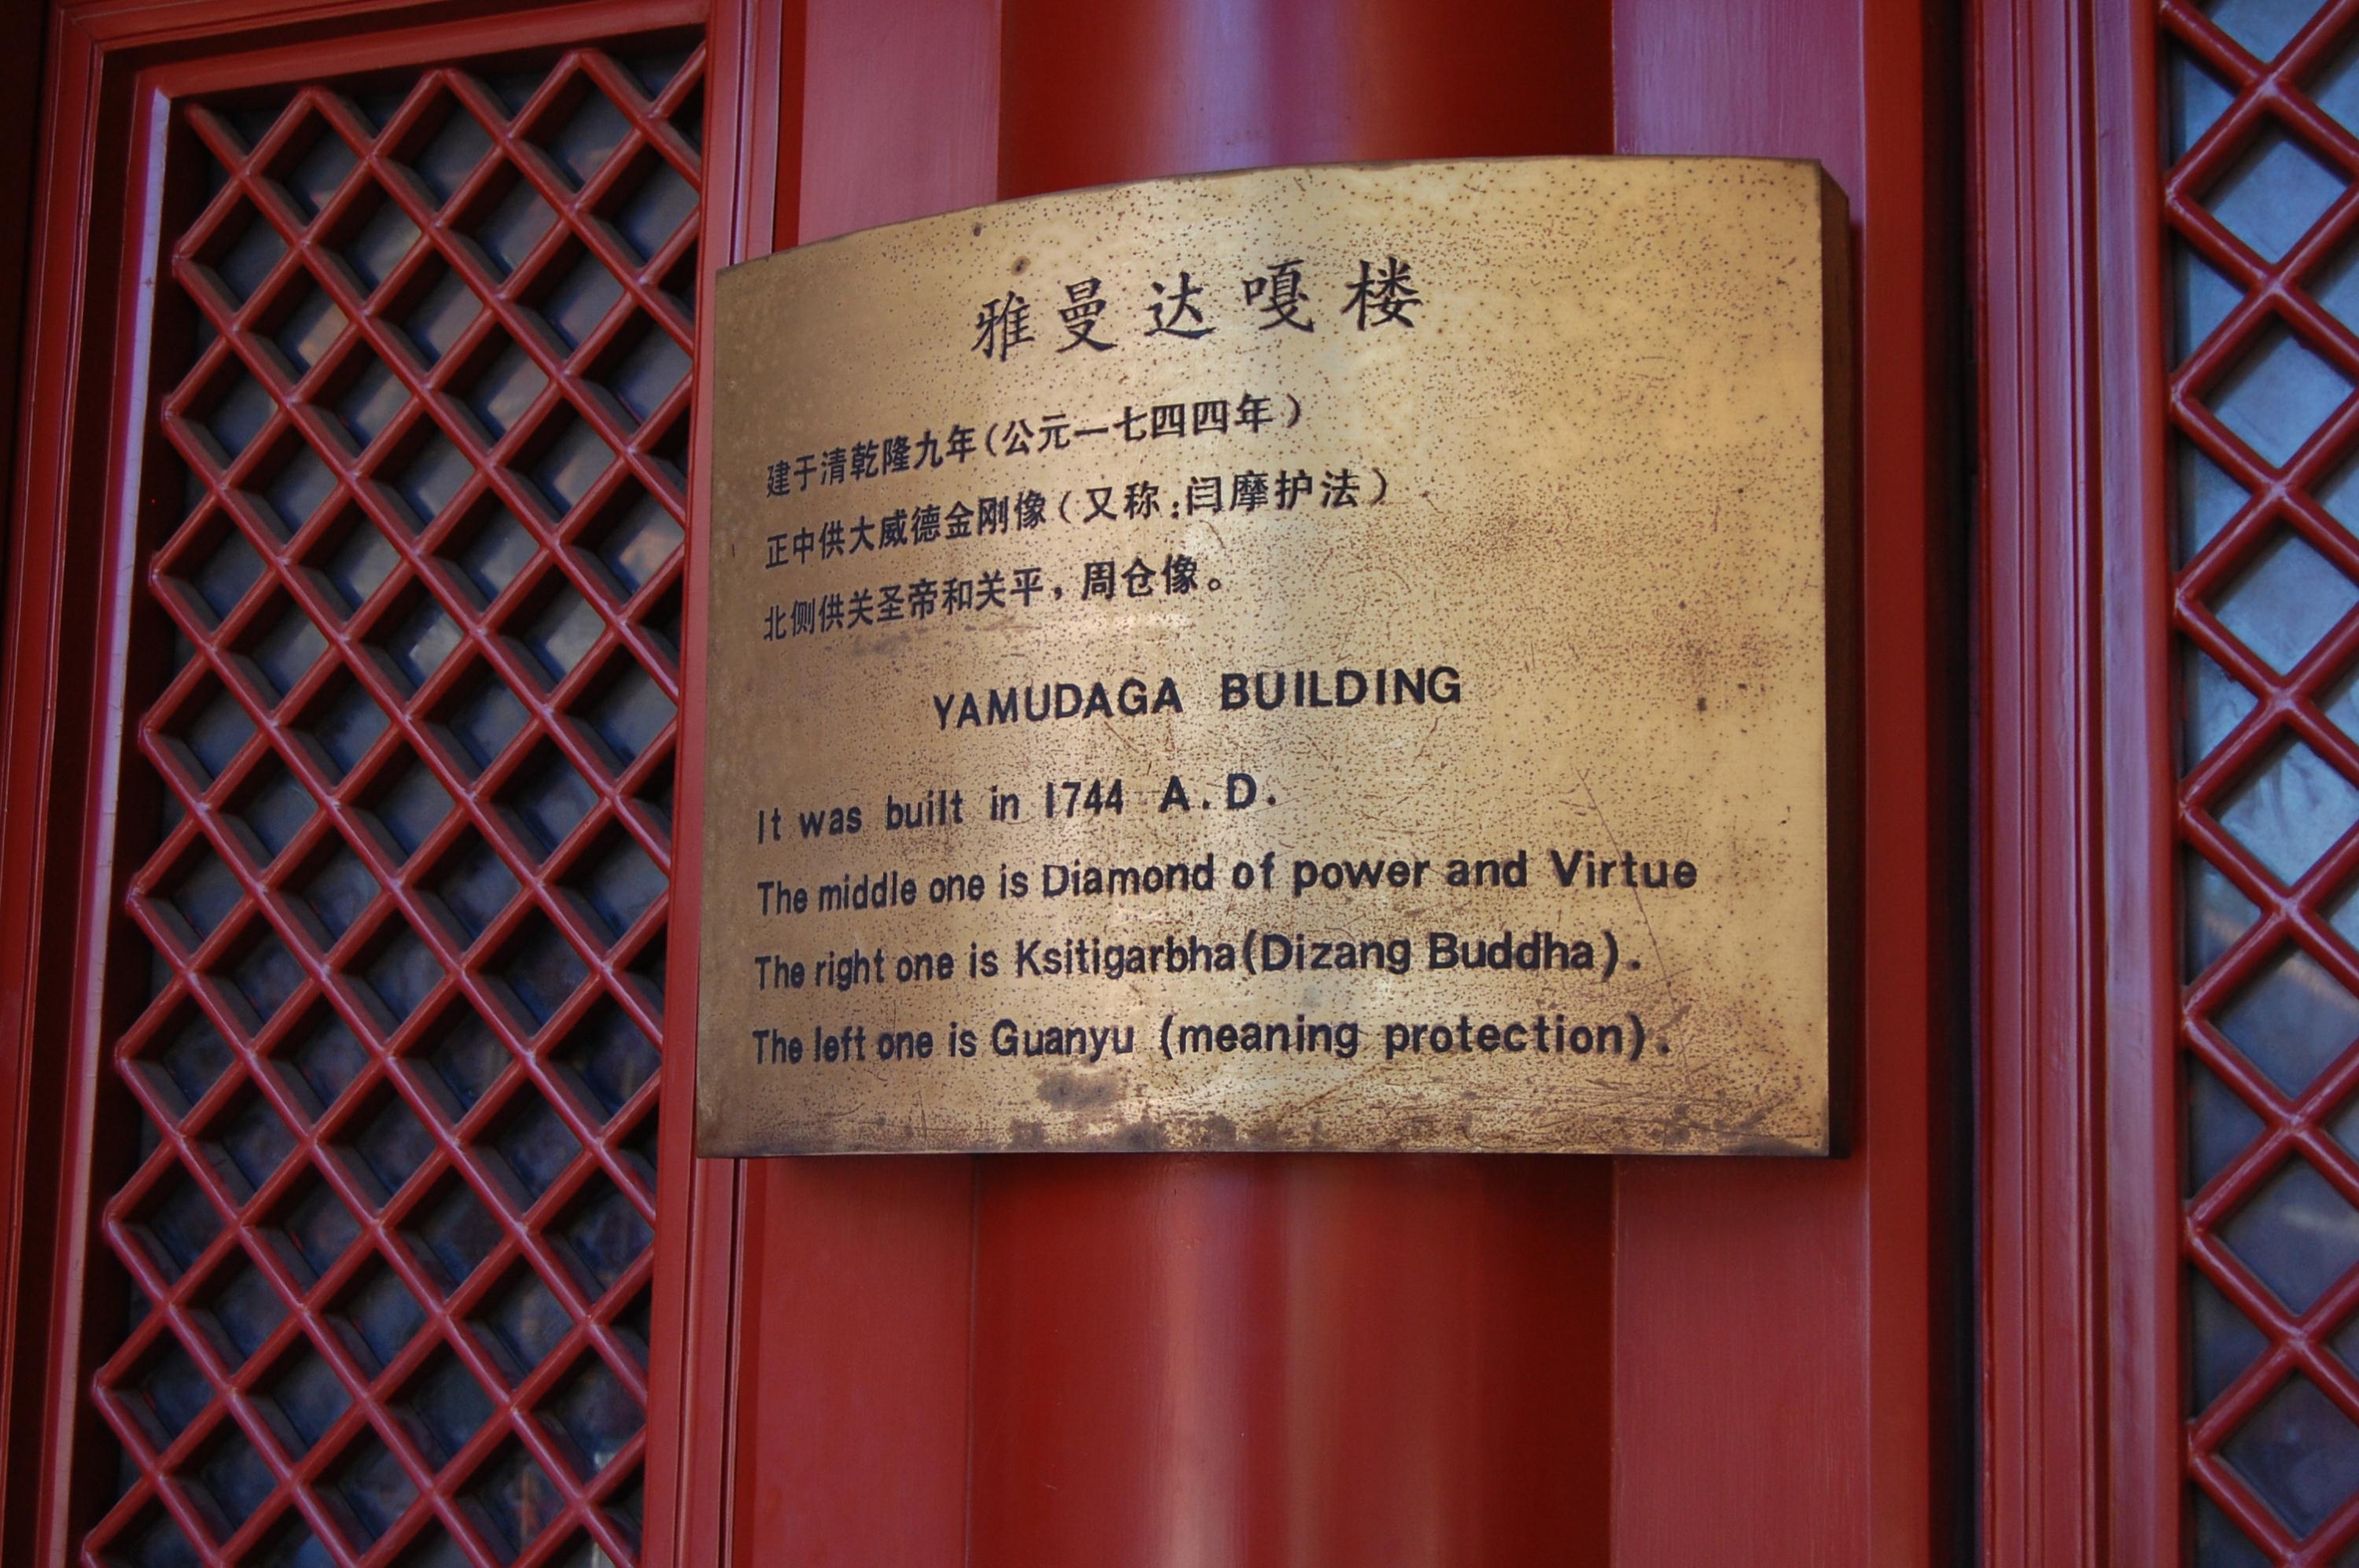 雅曼达嘎楼
建于清乾隆九年(公元一七四四年)
正中供大威德金刚像(又称:闫摩护法)
北侧供关圣帝和关平，周仓像。
YAMUDAGA BUILDING
It was built in 1744 A.D.
The middle one is Diamond of power and Virtue
The right one is Ksitigarbha(Dizang Buddha).
The left one is Guanyu (meaning protection).